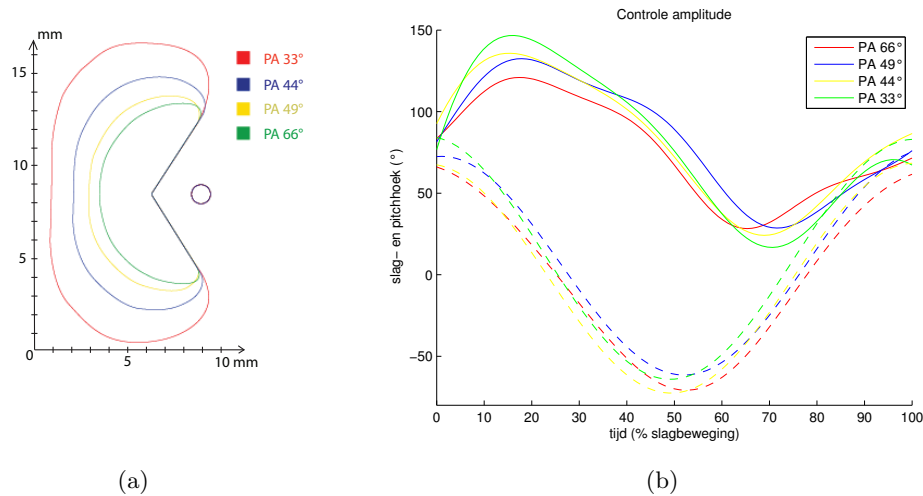 mm
15
10
5
0
5
10 mm
PA 33°
PA 44°
PA 49°
PA 66°
(a)
Controle amplitude
150
100
50
0
−50
slag− en pitchhoek (°)
0 10 20 30 40 50 60 70 80 90 100
tijd (% slagbeweging)
PA 66°
PA 49°
PA 44°
PA 33°
(b)